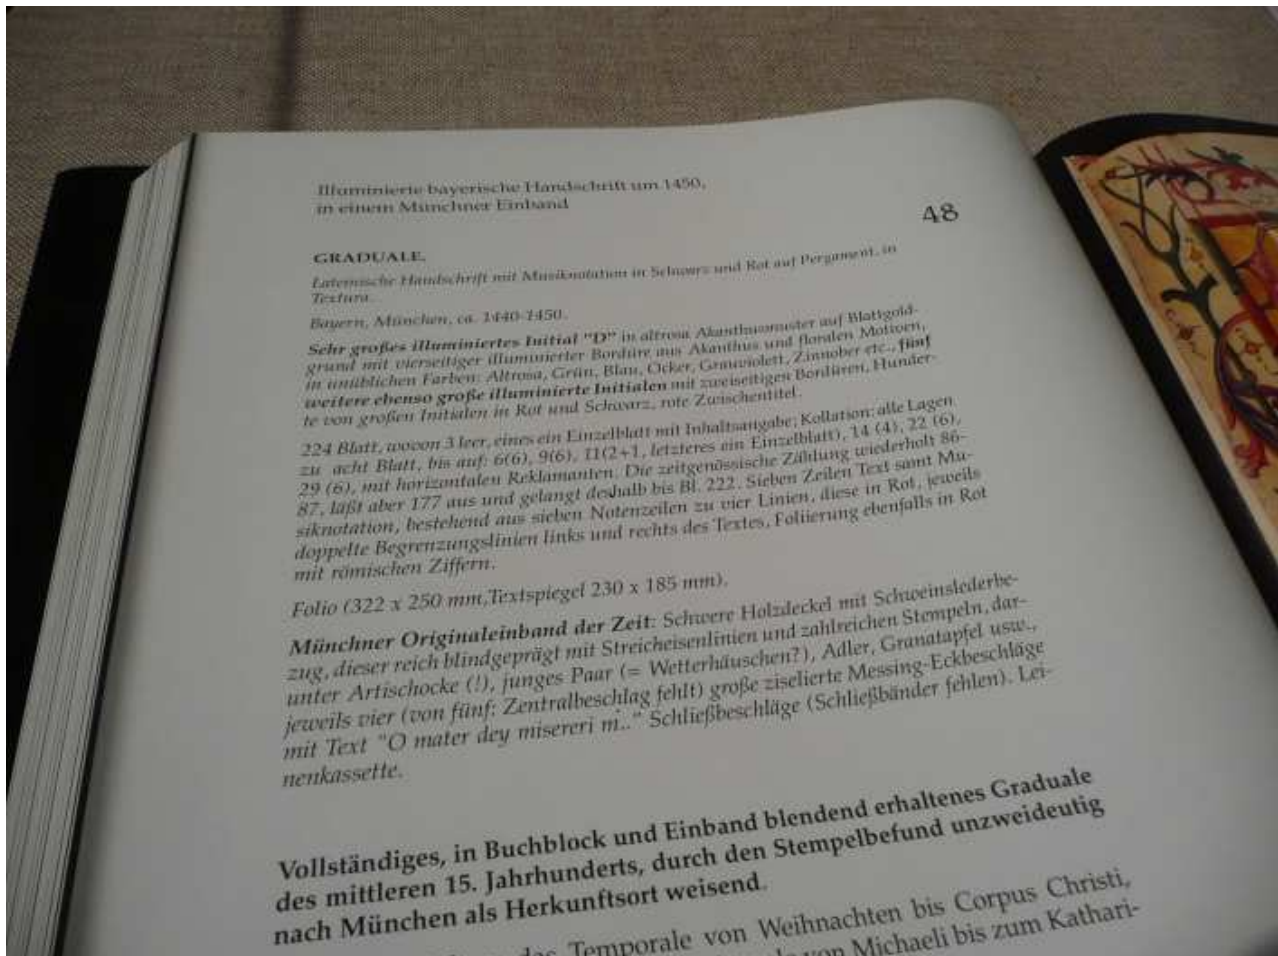 Illuminierte bayerische Handschrift um 1450,
in einem Münchner Einband
48
GRADUALE.
Lateinische Handschrift mit Musiknotation in Schwarz und Rot auf Pergament, in
Textura.
Bayern, München, ca. 1440-1450.
Sehr großes illuminiertes Initial "D" in altrosa Akanthusmuster auf Blattgold-
grund mit vierseitiger illuminierter Bordüre aus Akanthus und floralen Motiven,
in unüblichen Farben: Altrosa, Grün, Blau, Ocker, Grauviolett, Zinnober etc., fünf
weitere ebenso große illuminierte Initialen mit zweiseitigen Bordüren, Hunder-
te von großen Initialen in Rot und Schwarz, rote Zwischentitel.
224 Blatt, wovon 3 leer, eines ein Einzelblatt mit Inhaltsangabe; Kollation: alle Lagen
zu acht Blatt, bis auf: 6(6), 9(6), 11(2+1, letzteres ein Einzelblatt), 14 (4), 22 (6),
29 (6), mit horizontalen Reklamanten. Die zeitgenössische Zählung wiederholt 86-
87, läßt aber 177 aus und gelangt deshalb bis Bl. 222. Sieben Zeilen Text samt Mu-
siknotation, bestehend aus sieben Notenzeilen zu vier Linien, diese in Rot, jeweils
doppelte Begrenzungslinien links und rechts des Textes, Foliierung ebenfalls in Rot
mit römischen Ziffern.
Folio (322 x 250 mm,Textspiegel 230 x 185 mm).
Münchner Originaleinband der Zeit: Schwere Holzdeckel mit Schweinslederbe-
zug, dieser reich blindgeprägt mit Streicheisenlinien und zahlreichen Stempeln, dar-
unter Artischocke (!), junges Paar (= Wetterhäuschen?), Adler, Granatapfel usw.,
jeweils vier (von fünf: Zentralbeschlag fehlt) große ziselierte Messing-Eckbeschläge
mit Text "O mater dey misereri m.." Schließbeschläge (Schließbänder fehlen). Lei-
nenkassette.
Vollständiges, in Buchblock und Einband blendend erhaltenes Graduale
des mittleren 15. Jahrhunderts, durch den Stempelbefund unzweideutig
nach München als Herkunftsort weisend.
des Temporale von Weihnachten bis Corpus Christi,
von Michaeli bis zum Kathari-